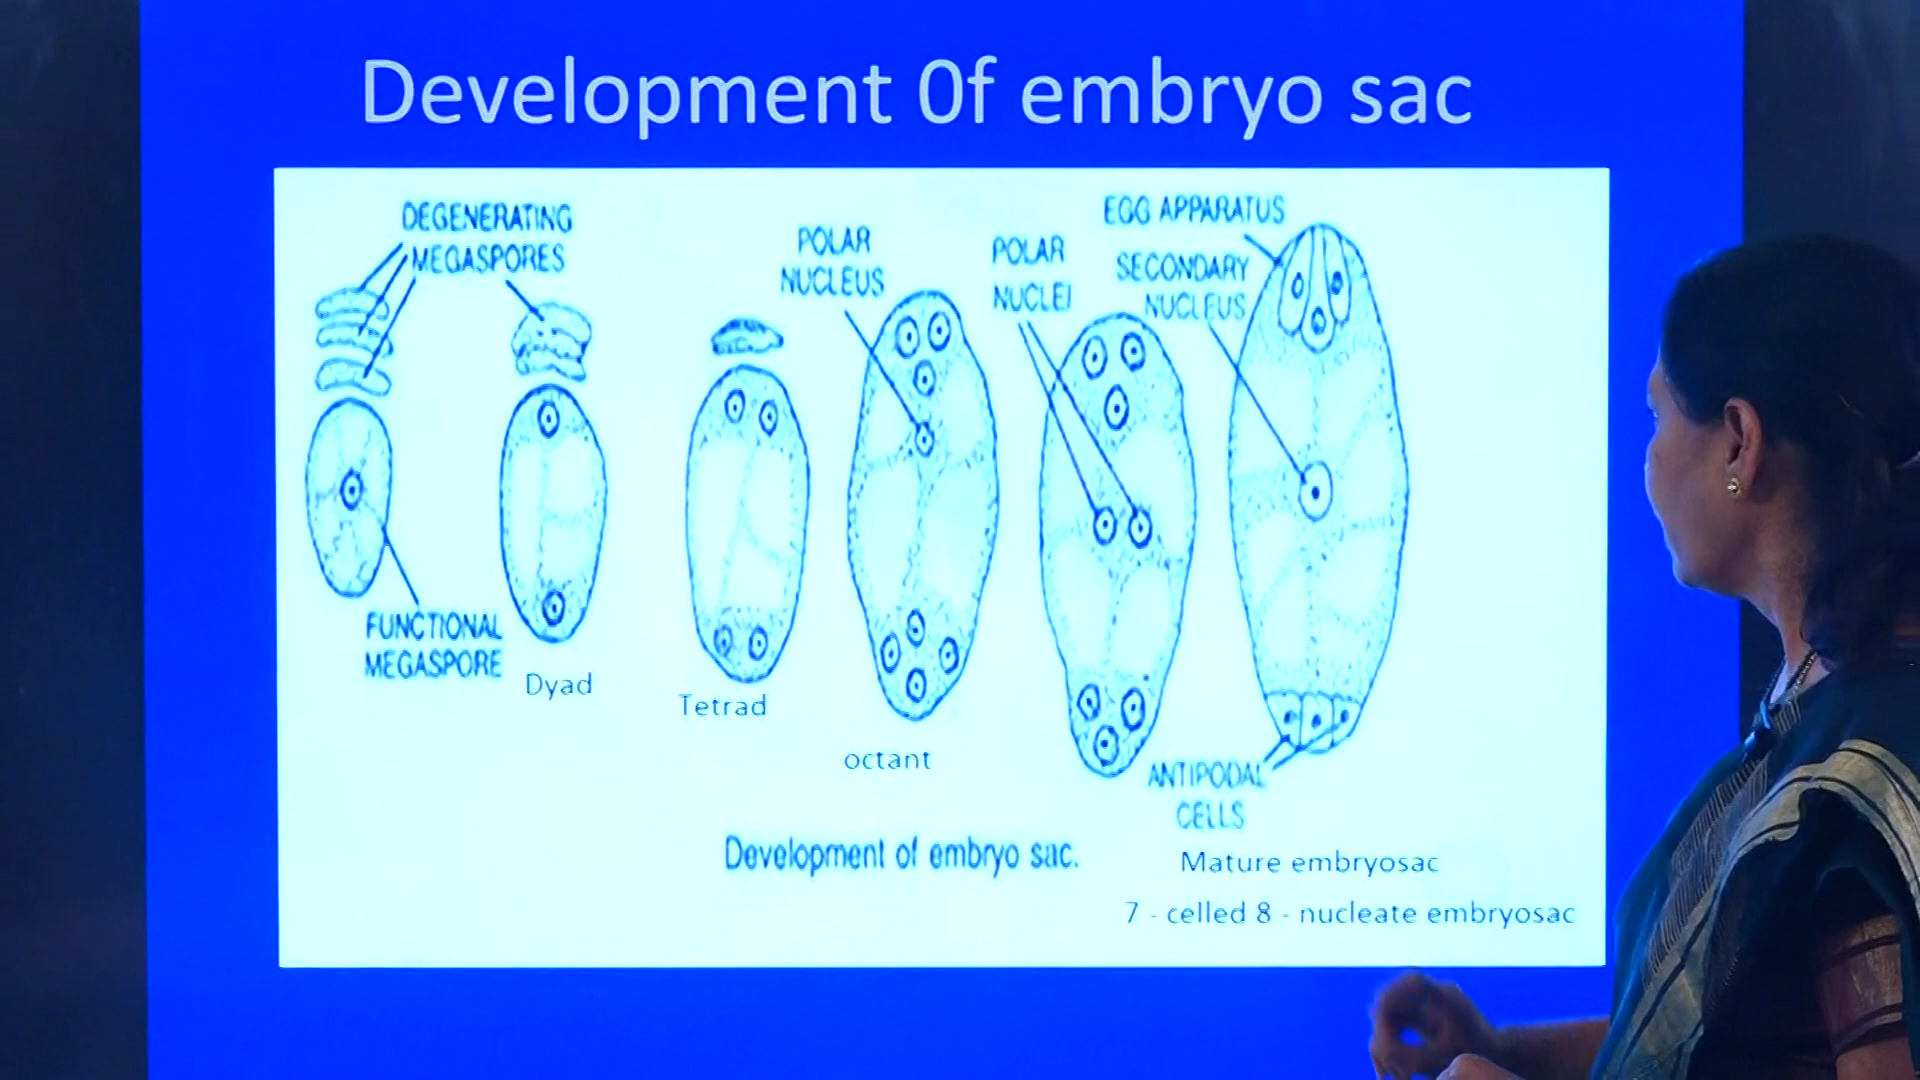 Development 0f embryo sac
DEGENERATING
MEGASPORES
POLAR
NUCLEUS
POLAR
NUCLEI
EGG APPARATUS
SECONDARY
NUCLEUS
FUNCTIONAL
MEGASPORE
Dyad
Tetrad
octant
ANTIPODAL
CELLS
Development of embryo sac.
Mature embryosac
7 - celled 8 - nucleate embryosac